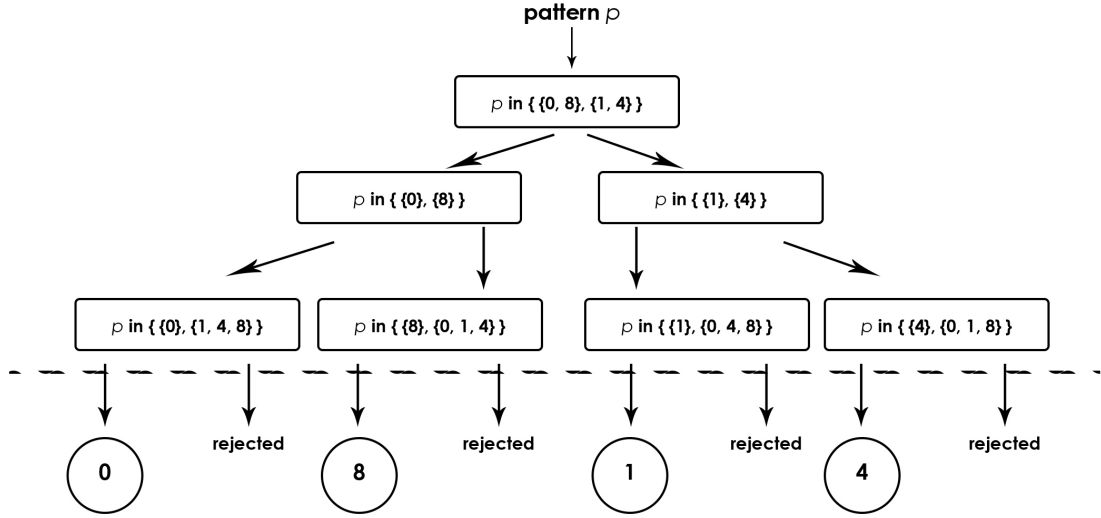 pattern p
p in { {0, 8}, {1, 4} }
p in { {0}, {8} }
p in { {1}, {4} }
p in { {0}, {1, 4, 8} }
p in { {8}, {0, 1, 4} }
p in { {1}, {0, 4, 8} }
p in { {4}, {0, 1, 8} }
0
rejected
8
rejected
1
rejected
4
rejected